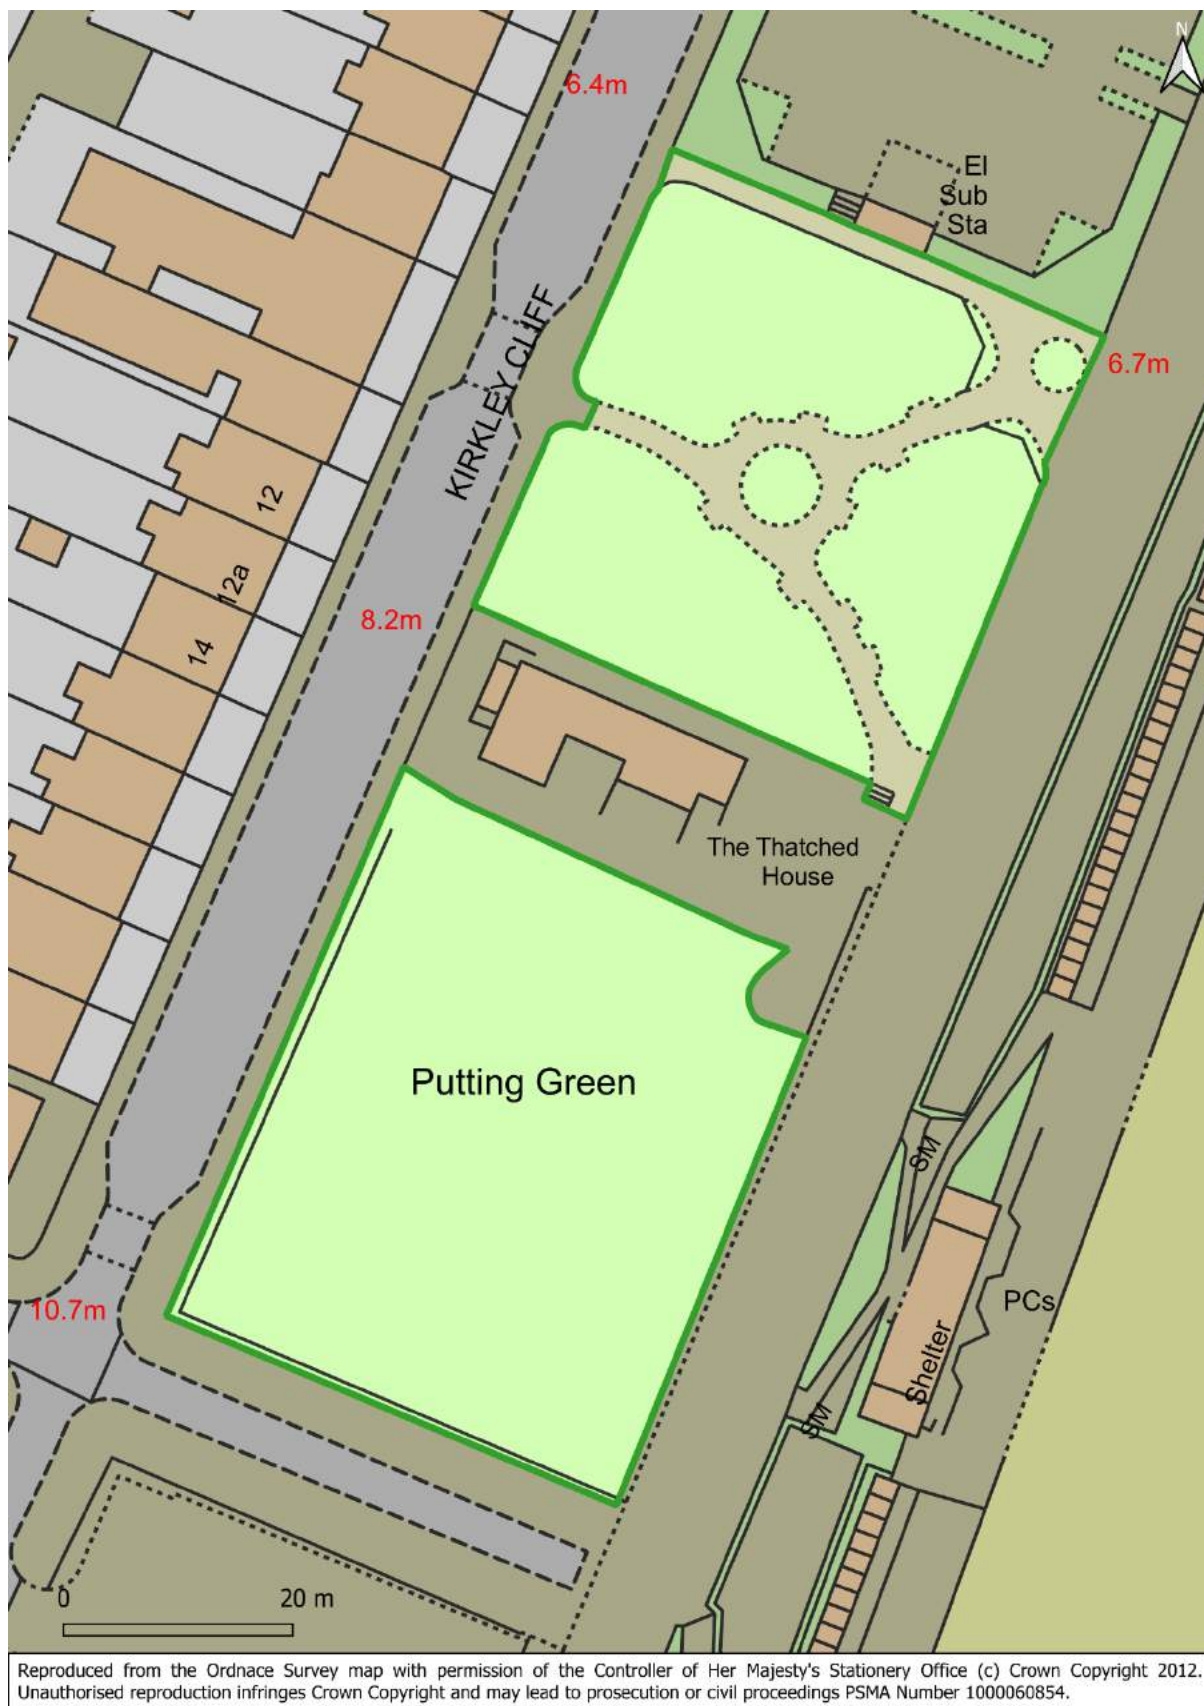 N
6.4m
El
Sub
Sta
KIRKLEY CLIFF
6.7m
12
12a
8.2m
14
The Thatched
House
Putting Green
SM
10.7m
PCs
Shelter
SM
0 20 m
Reproduced from the Ordnace Survey map with permission of the Controller of Her Majesty's Stationery Office (c) Crown Copyright 2012.
Unauthorised reproduction infringes Crown Copyright and may lead to prosecution or civil proceedings PSMA Number 1000060854.